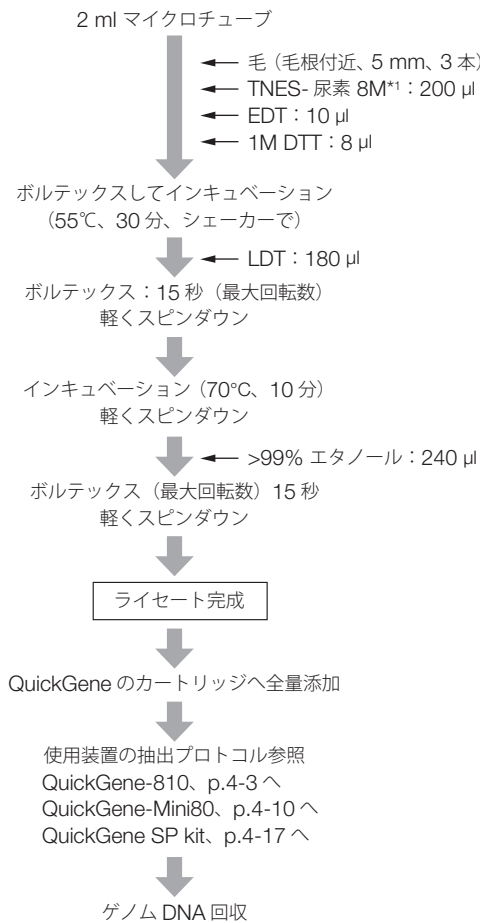 2 ml マイクロチューブ
毛（毛根付近、5 mm、3 本）
TNES- 尿素 8M*1：200 µl
EDT：10 µl
1M DTT：8 µl
ボルテックスしてインキュベーション
（55℃、30 分、シェーカーで）
LDT：180 µl
ボルテックス：15 秒（最大回転数）
軽くスピンダウン
インキュベーション（70℃、10 分）
軽くスピンダウン
>99% エタノール：240 µl
ボルテックス（最大回転数）15 秒
軽くスピンダウン
ライセート完成
QuickGene のカートリッジへ全量添加
使用装置の抽出プロトコル参照
QuickGene-810、p.4-3 へ
QuickGene-Mini80、p.4-10 へ
QuickGene SP kit、p.4-17 へ
ゲノム DNA 回収